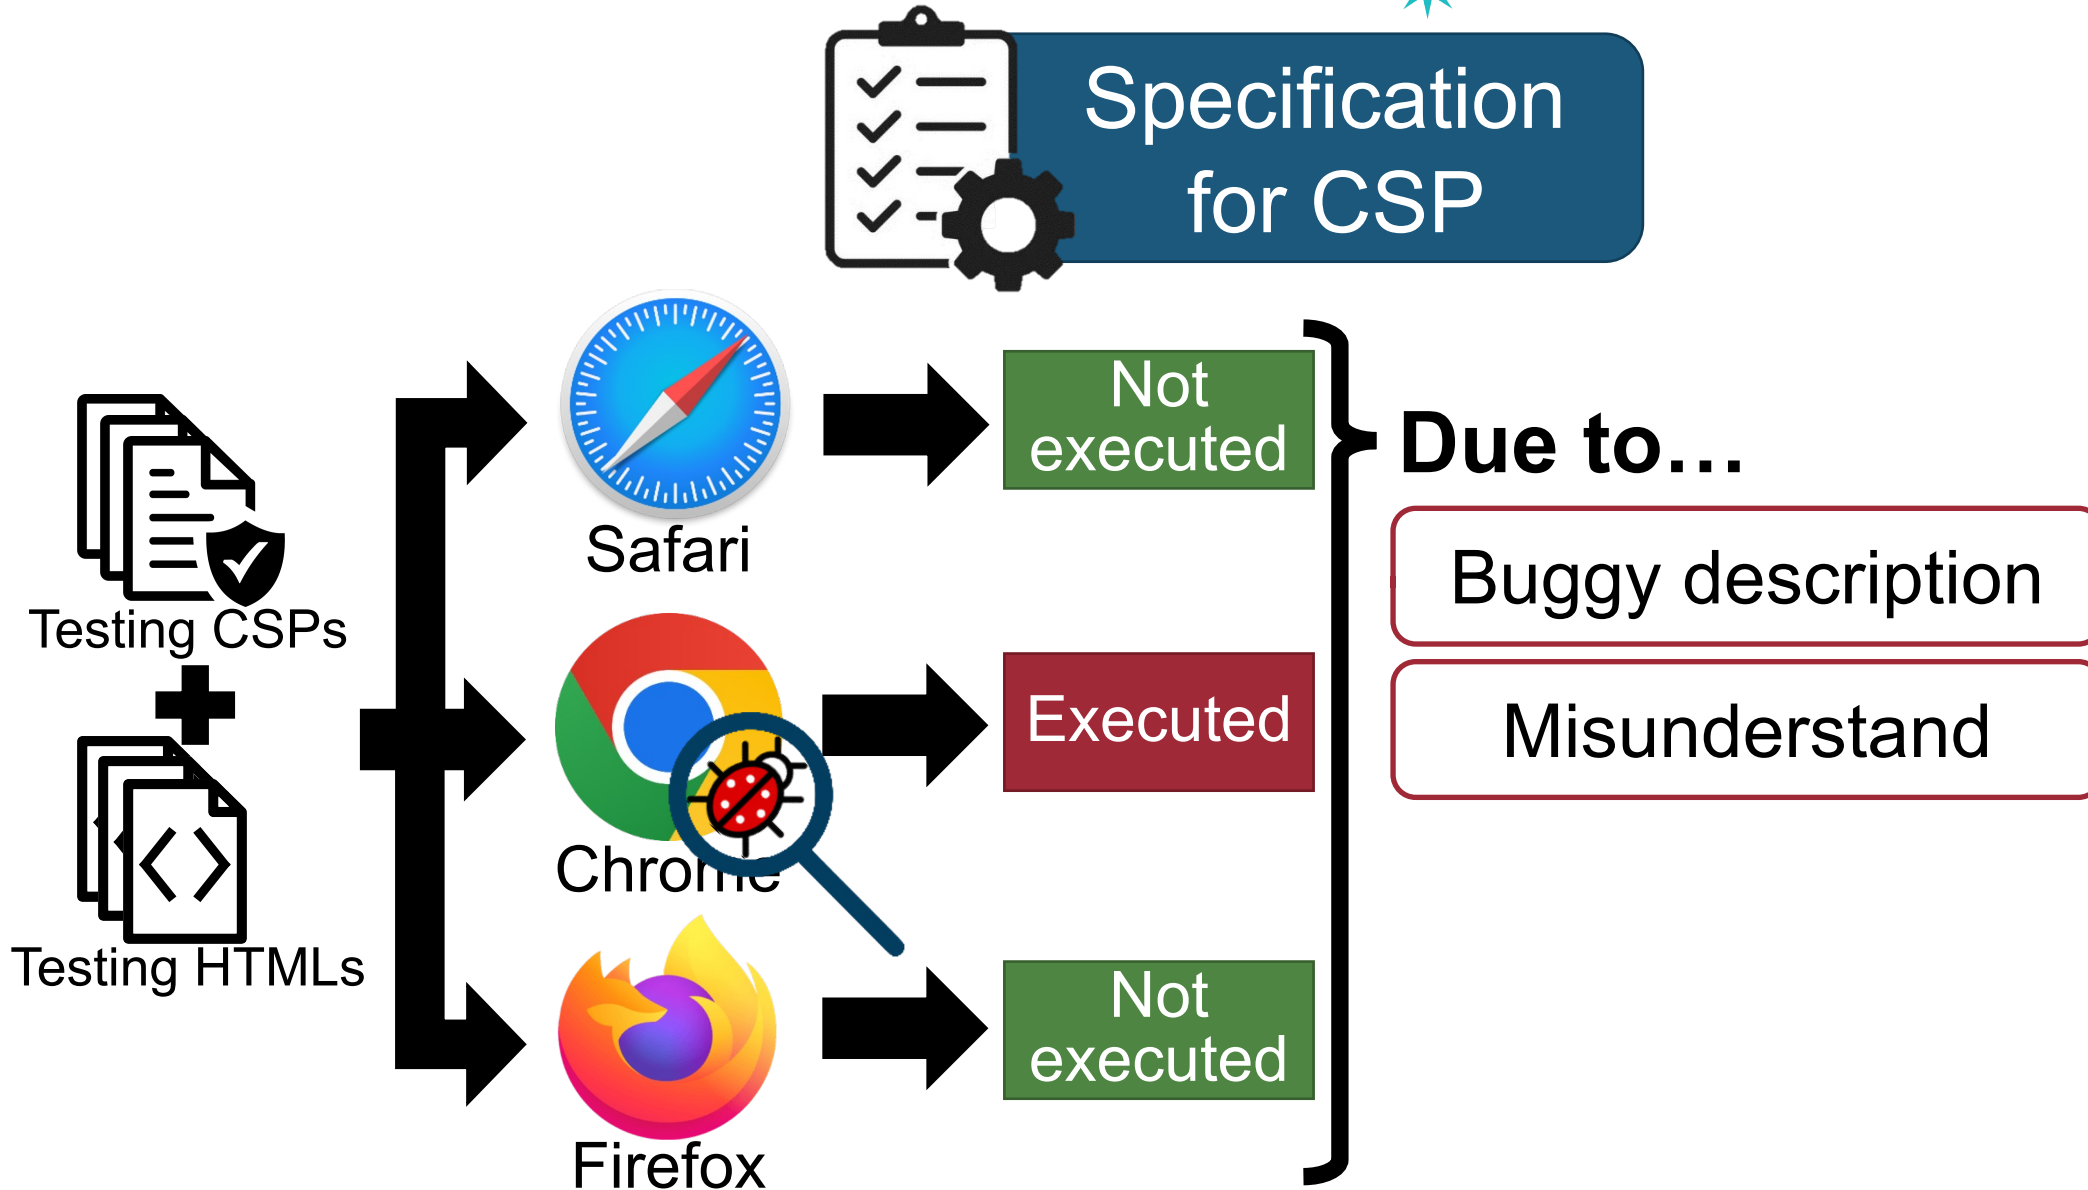 Specification
for CSP
Testing CSPs
Testing HTMLs
Safari
Chrome
Firefox
Not
executed
Executed
Not
executed
Due to…
Buggy description
Misunderstand